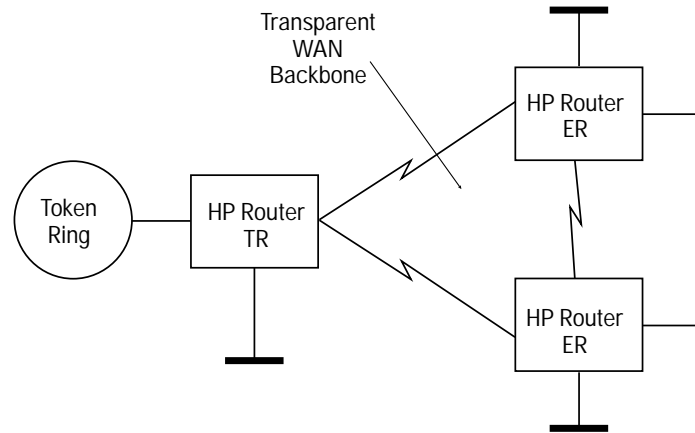 Transparent
WAN
Backbone
HP Router
ER
Token
Ring
HP Router
TR
HP Router
ER